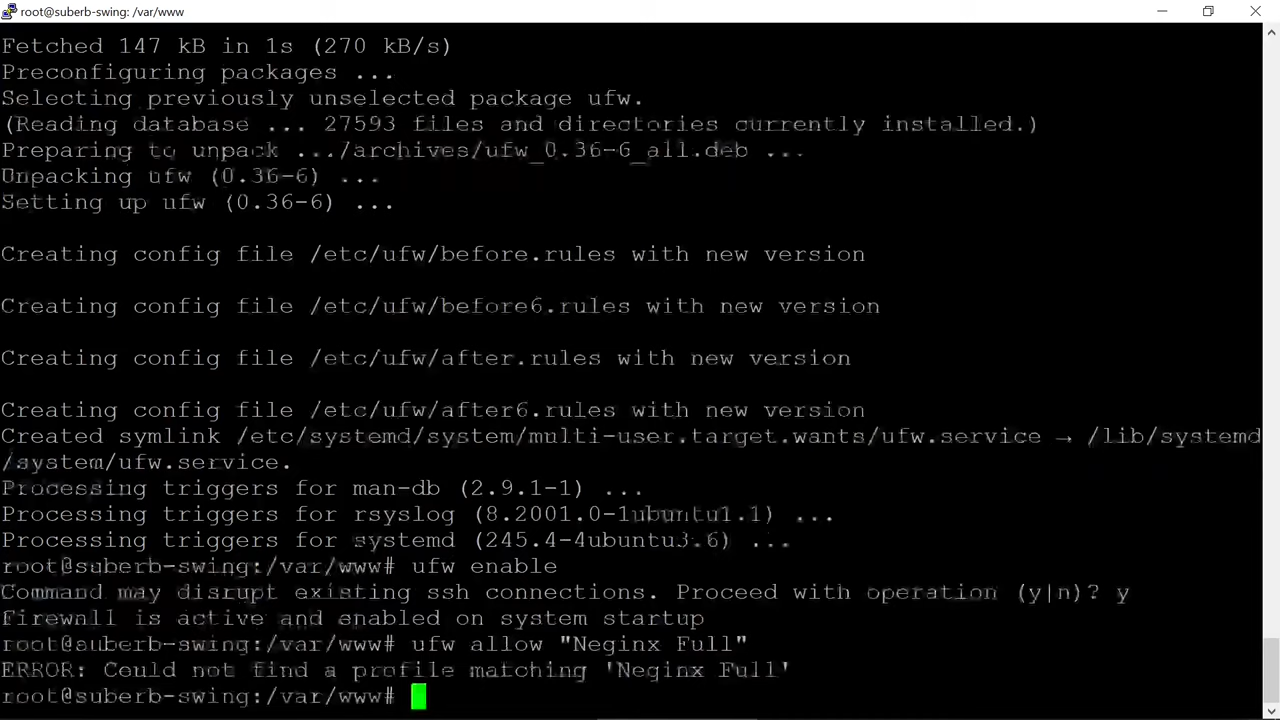 root@suberb-swing: /var/www
Fetched 147 kB in 1s (270 kB/s)
Preconfiguring packages ...
Selecting previously unselected package ufw.
(Reading database ... 27593 files and directories currently installed.)
Preparing to unpack .../archives/ufw_0.36-6_all.deb ...
Unpacking ufw (0.36-6) ...
Setting up ufw (0.36-6) ...
Creating config file /etc/ufw/before.rules with new version
Creating config file /etc/ufw/before6.rules with new version
Creating config file /etc/ufw/after.rules with new version
Creating config file /etc/ufw/after6.rules with new version
Created symlink /etc/systemd/system/multi-user.target.wants/ufw.service → /lib/systemd
/system/ufw.service.
Processing triggers for man-db (2.9.1-1) ...
Processing triggers for rsyslog (8.2001.0-1ubuntu1.1) ...
Processing triggers for systemd (245.4-4ubuntu3.6) ...
root@suberb-swing:/var/www# ufw enable
Command may disrupt existing ssh connections. Proceed with operation (y|n)? y
Firewall is active and enabled on system startup
root@suberb-swing:/var/www# ufw allow "Neginx Full"
ERROR: Could not find a profile matching 'Neginx Full'
root@suberb-swing:/var/www#